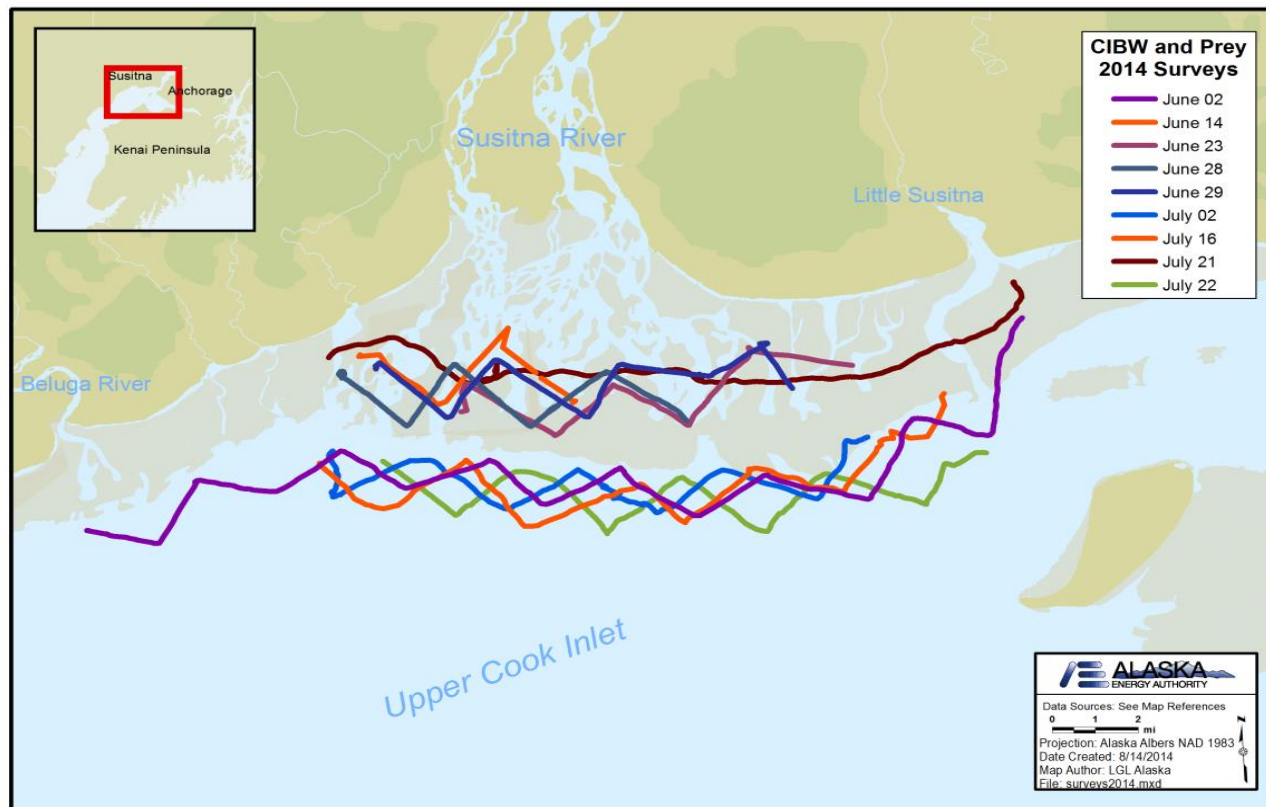 Susitna
Anchorage
Kenai Peninsula
Susitna River
Little Susitna
Beluga River
Upper Cook Inlet
CIBW and Prey
2014 Surveys
June 02
June 14
June 23
June 28
June 29
July 02
July 16
July 21
July 22
ALASKA
ENERGY AUTHORITY
Data Sources: See Map References
0 1 2
mi
N
Projection: Alaska Albers NAD 1983
Date Created: 8/14/2014
Map Author: LGL Alaska
File: surveys2014.mxd